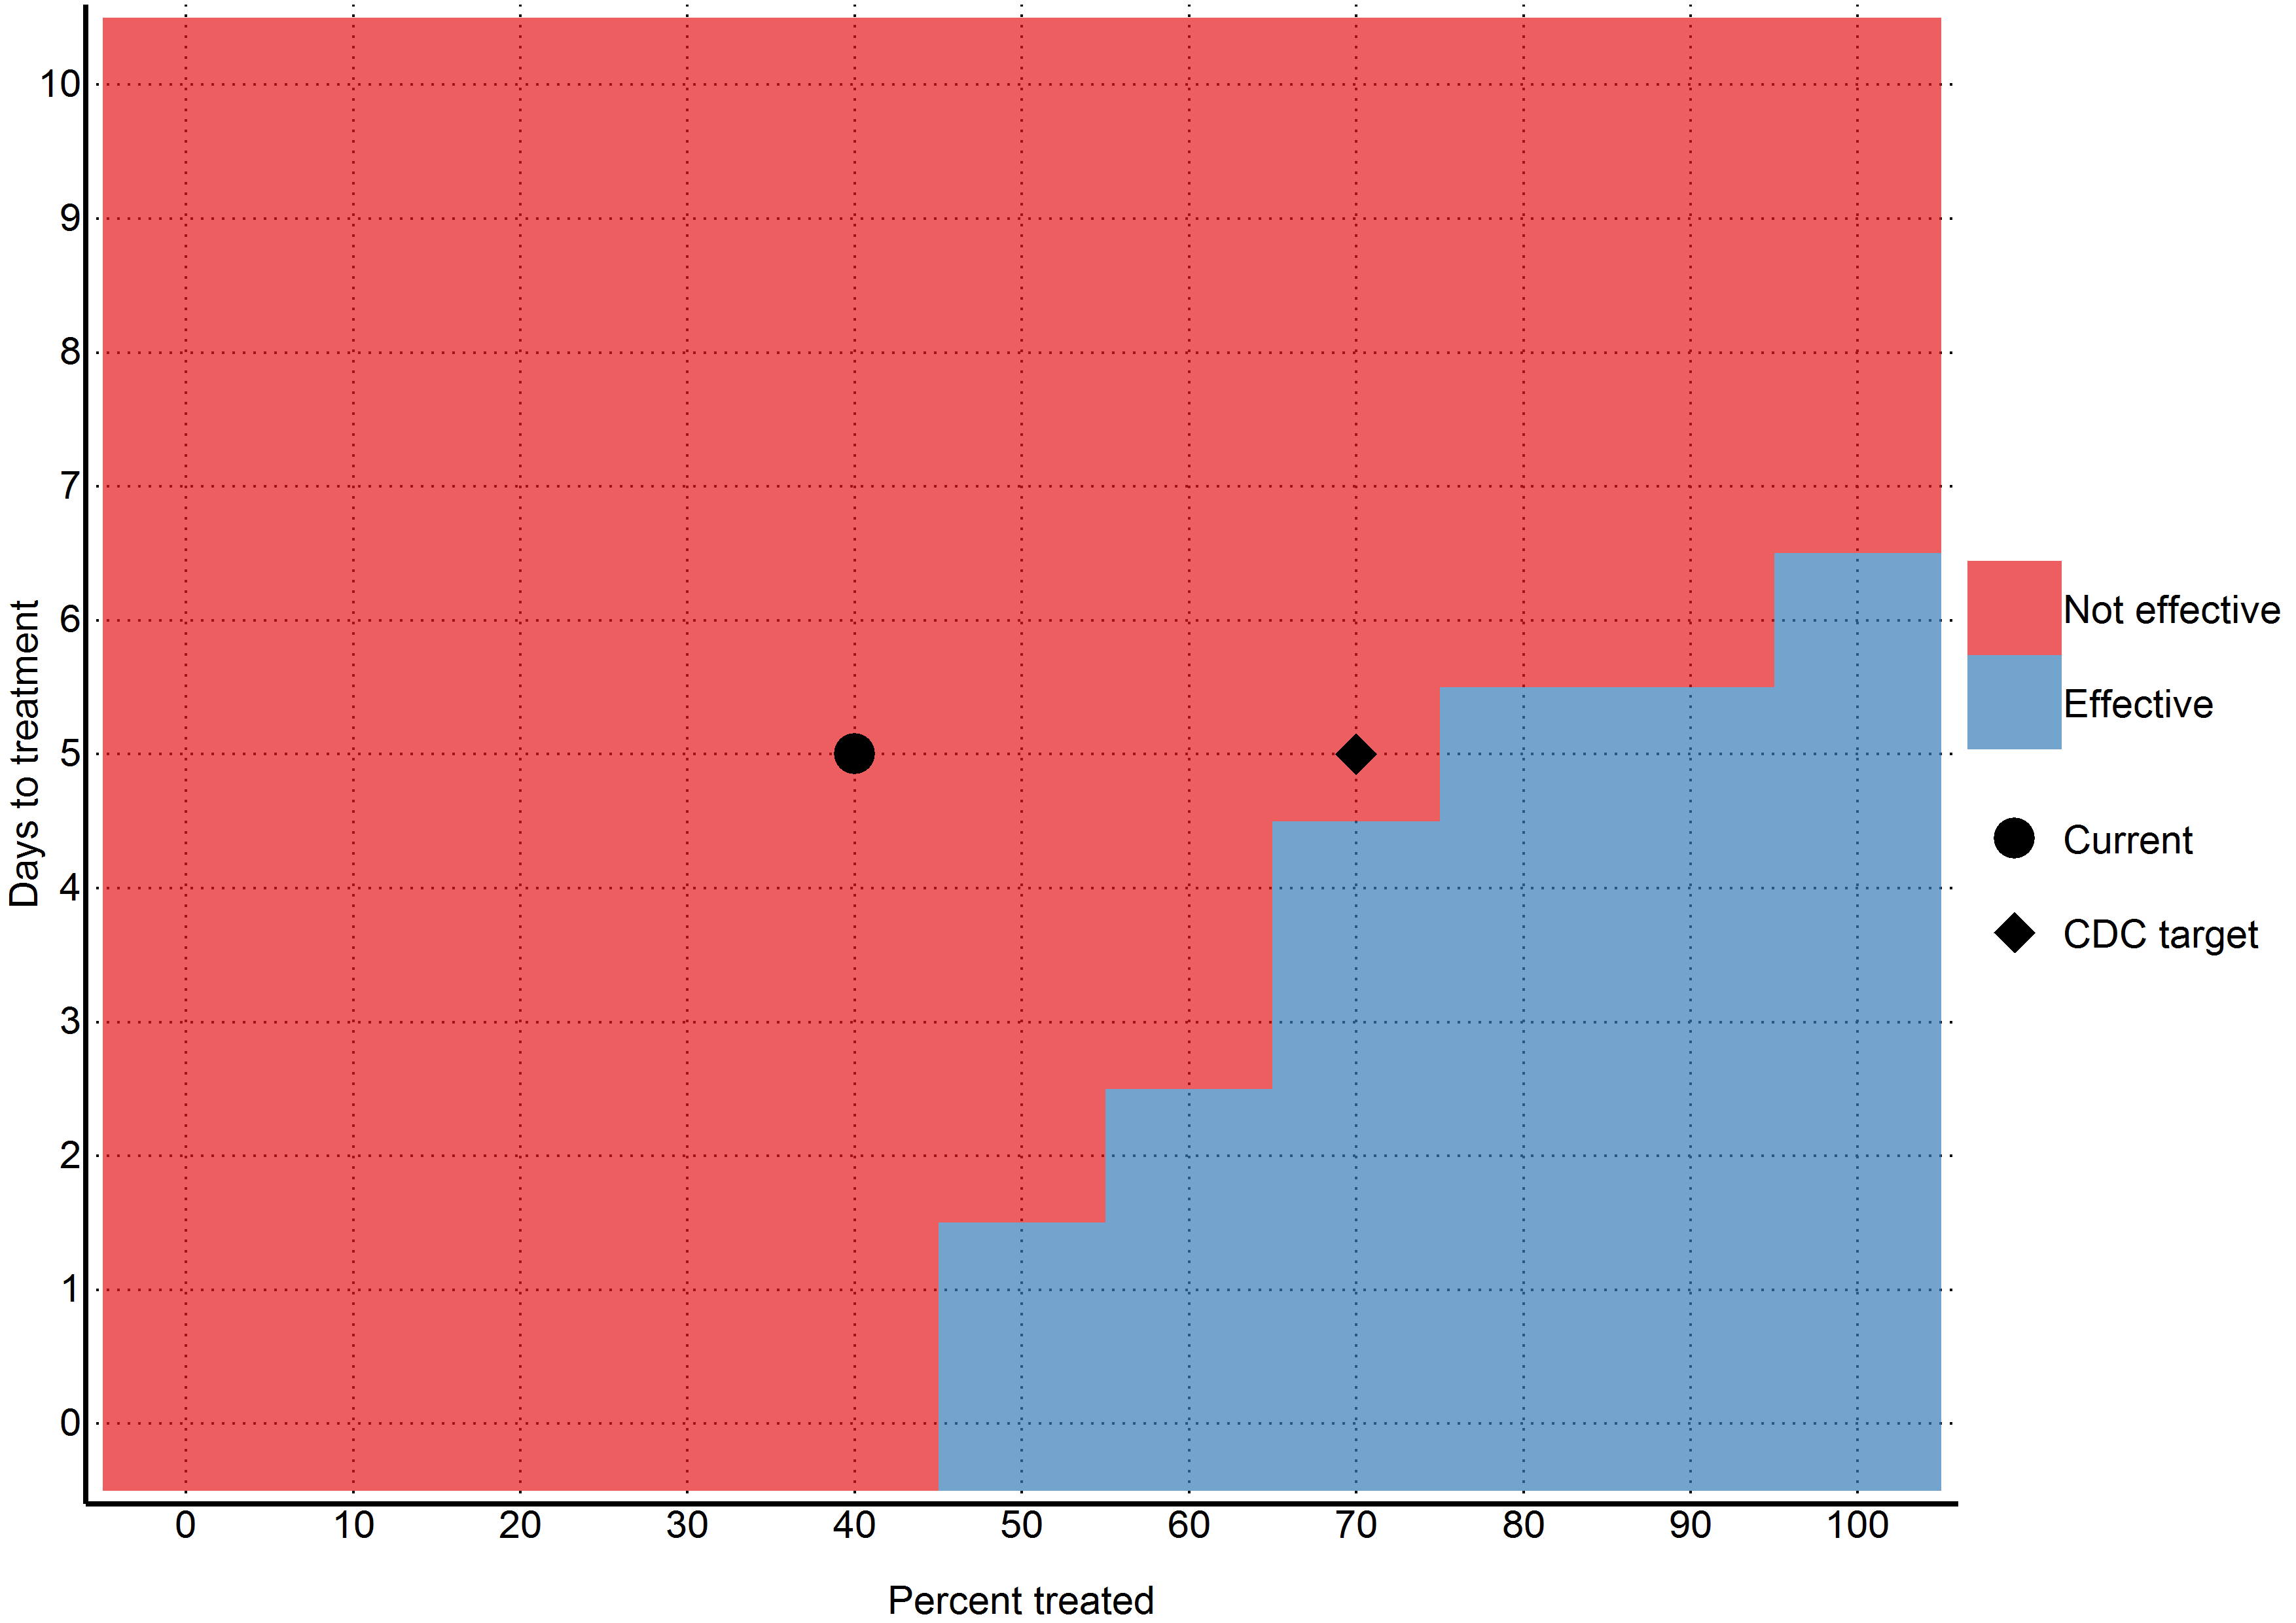 10
9
8
7
6
5
4
3
2
1
0
Days to treatment
0 10 20 30 40 50 60 70 80 90 100
Percent treated
Not effective
Effective
Current
CDC target